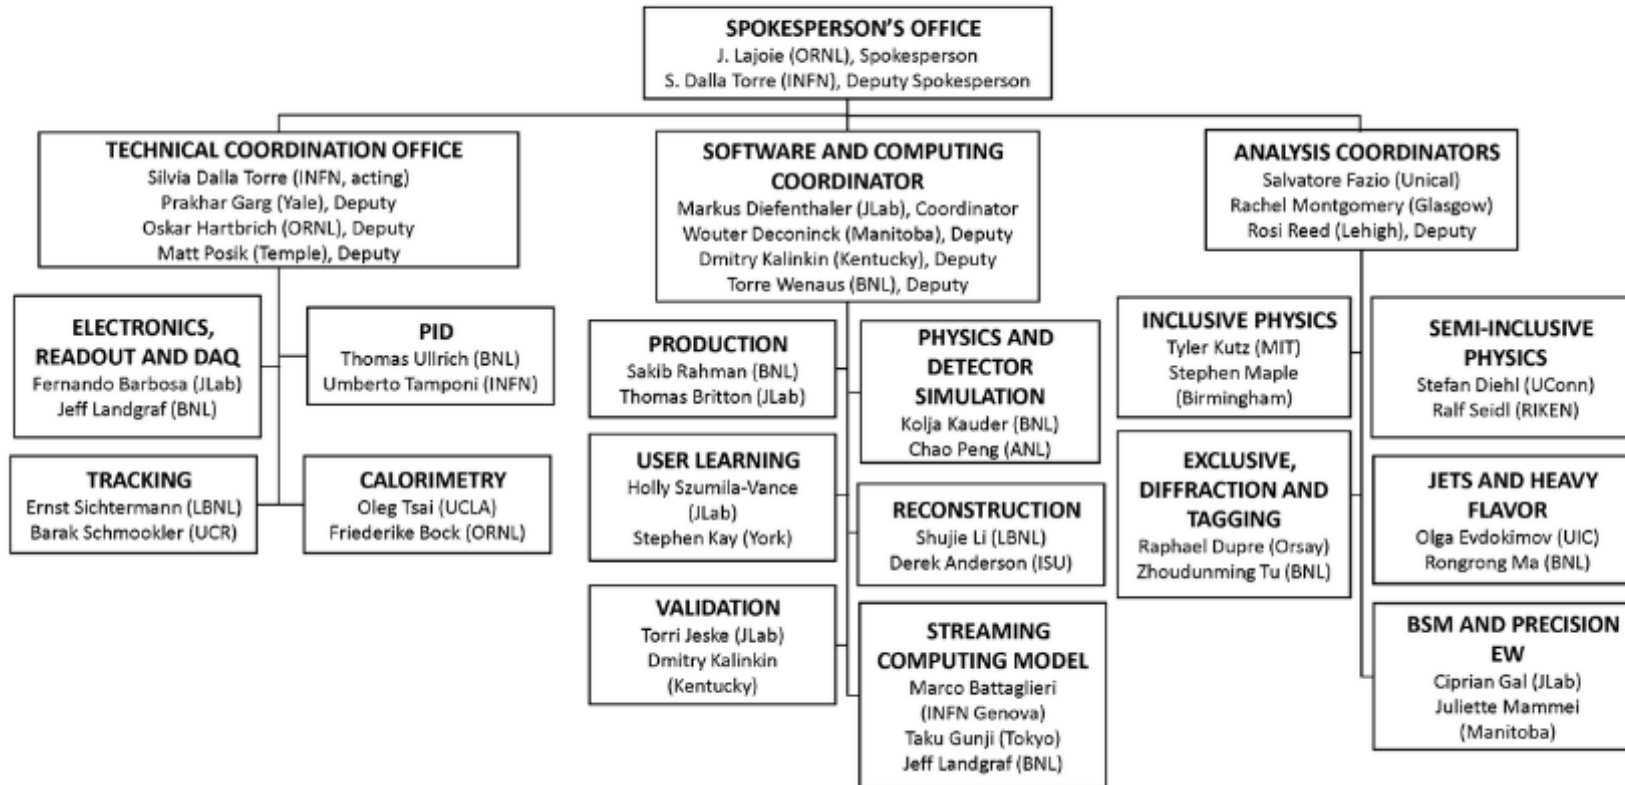 SPOKESPERSON'S OFFICE
J. Lajoie (ORNL), Spokesperson
S. Dalla Torre (INFN), Deputy Spokesperson
TECHNICAL COORDINATION OFFICE
Silvia Dalla Torre (INFN, acting)
Prakhar Garg (Yale), Deputy
Oskar Hartbrich (ORNL), Deputy
Matt Posik (Temple), Deputy
ELECTRONICS,
READOUT AND DAQ
Fernando Barbosa (JLab)
Jeff Landgraf (BNL)
PID
Thomas Ullrich (BNL)
Umberto Tamponi (INFN)
TRACKING
Ernst Sichtermann (LBNL)
Barak Schmookler (UCR)
CALORIMETRY
Oleg Tsai (UCLA)
Friederike Bock (ORNL)
SOFTWARE AND COMPUTING
COORDINATOR
Markus Diefenthaler (JLab), Coordinator
Wouter Deconinck (Manitoba), Deputy
Dmitry Kalinkin (Kentucky), Deputy
Torre Wenaus (BNL), Deputy
PRODUCTION
Sakib Rahman (BNL)
Thomas Britton (JLab)
PHYSICS AND
DETECTOR
SIMULATION
Kolja Kauder (BNL)
Chao Peng (ANL)
USER LEARNING
Holly Szumila-Vance
(JLab)
Stephen Kay (York)
RECONSTRUCTION
Shujie Li (LBNL)
Derek Anderson (ISU)
VALIDATION
Torri Jeske (JLab)
Dmitry Kalinkin
(Kentucky)
STREAMING
COMPUTING MODEL
Marco Battaglieri
(INFN Genova)
Taku Gunji (Tokyo)
Jeff Landgraf (BNL)
ANALYSIS COORDINATORS
Salvatore Fazio (Unical)
Rachel Montgomery (Glasgow)
Rosi Reed (Lehigh), Deputy
INCLUSIVE PHYSICS
Tyler Kutz (MIT)
Stephen Maple
(Birmingham)
SEMI-INCLUSIVE
PHYSICS
Stefan Diehl (UConn)
Ralf Seidl (RIKEN)
EXCLUSIVE,
DIFFRACTION AND
TAGGING
Raphael Dupre (Orsay)
Zhoudunming Tu (BNL)
JETS AND HEAVY
FLAVOR
Olga Evdokimov (UIC)
Rongrong Ma (BNL)
BSM AND PRECISION
EW
Ciprian Gal (JLab)
Juliette Mammei
(Manitoba)